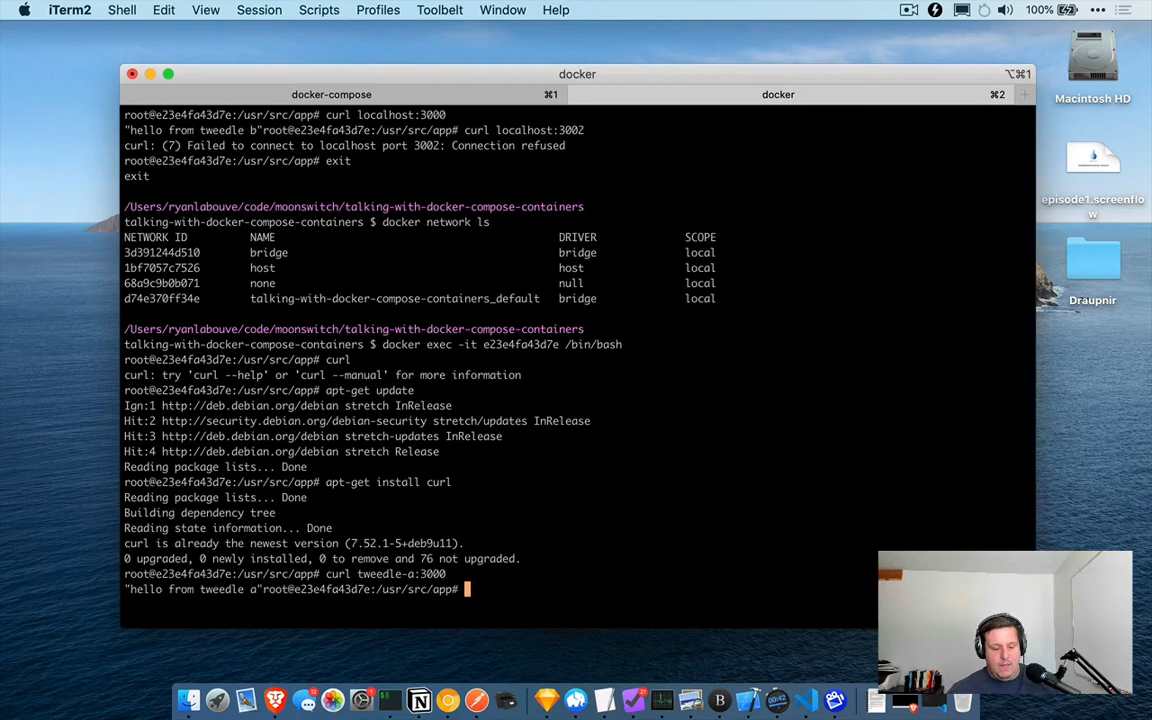 iTerm2 Shell Edit View Session Scripts Profiles Toolbelt Window Help 100%
docker ⌥⌘1
docker-compose ⌘1 docker ⌘2 +
root@e23e4fa43d7e:/usr/src/app# curl localhost:3000
"hello from tweedle b"root@e23e4fa43d7e:/usr/src/app# curl localhost:3002
curl: (7) Failed to connect to localhost port 3002: Connection refused
root@e23e4fa43d7e:/usr/src/app# exit
exit
/Users/ryanlabouve/code/moonswitch/talking-with-docker-compose-containers
talking-with-docker-compose-containers $ docker network ls
NETWORK ID NAME DRIVER SCOPE
3d391244d510 bridge bridge local
1bf7057c7526 host host local
68a9c9b0b071 none null local
d74e370ff34e talking-with-docker-compose-containers_default bridge local
/Users/ryanlabouve/code/moonswitch/talking-with-docker-compose-containers
talking-with-docker-compose-containers $ docker exec -it e23e4fa43d7e /bin/bash
root@e23e4fa43d7e:/usr/src/app# curl
curl: try 'curl --help' or 'curl --manual' for more information
root@e23e4fa43d7e:/usr/src/app# apt-get update
Ign:1 http://deb.debian.org/debian stretch InRelease
Hit:2 http://security.debian.org/debian-security stretch/updates InRelease
Hit:3 http://deb.debian.org/debian stretch-updates InRelease
Hit:4 http://deb.debian.org/debian stretch Release
Reading package lists... Done
root@e23e4fa43d7e:/usr/src/app# apt-get install curl
Reading package lists... Done
Building dependency tree
Reading state information... Done
curl is already the newest version (7.52.1-5+deb9u11).
0 upgraded, 0 newly installed, 0 to remove and 76 not upgraded.
root@e23e4fa43d7e:/usr/src/app# curl tweedle-a:3000
"hello from tweedle a"root@e23e4fa43d7e:/usr/src/app#
Macintosh HD
episode1.screenflo
w
Draupnir